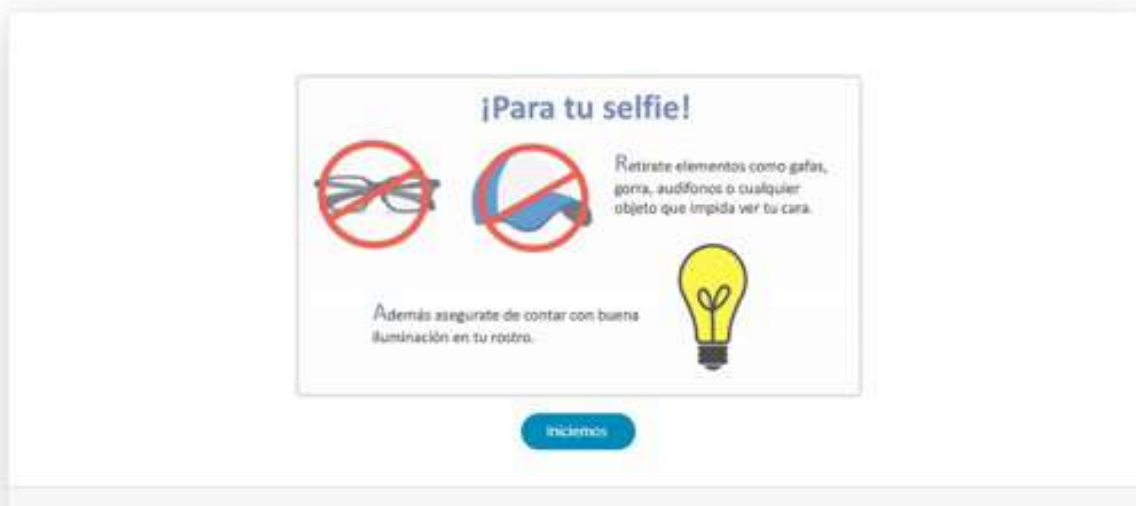 ¡Para tu selfie!
Retirate elementos como gafas,
gorra, audífonos o cualquier
objeto que impida ver tu cara.
Además asegurate de contar con buena
iluminación en tu rostro.
Iniciemos